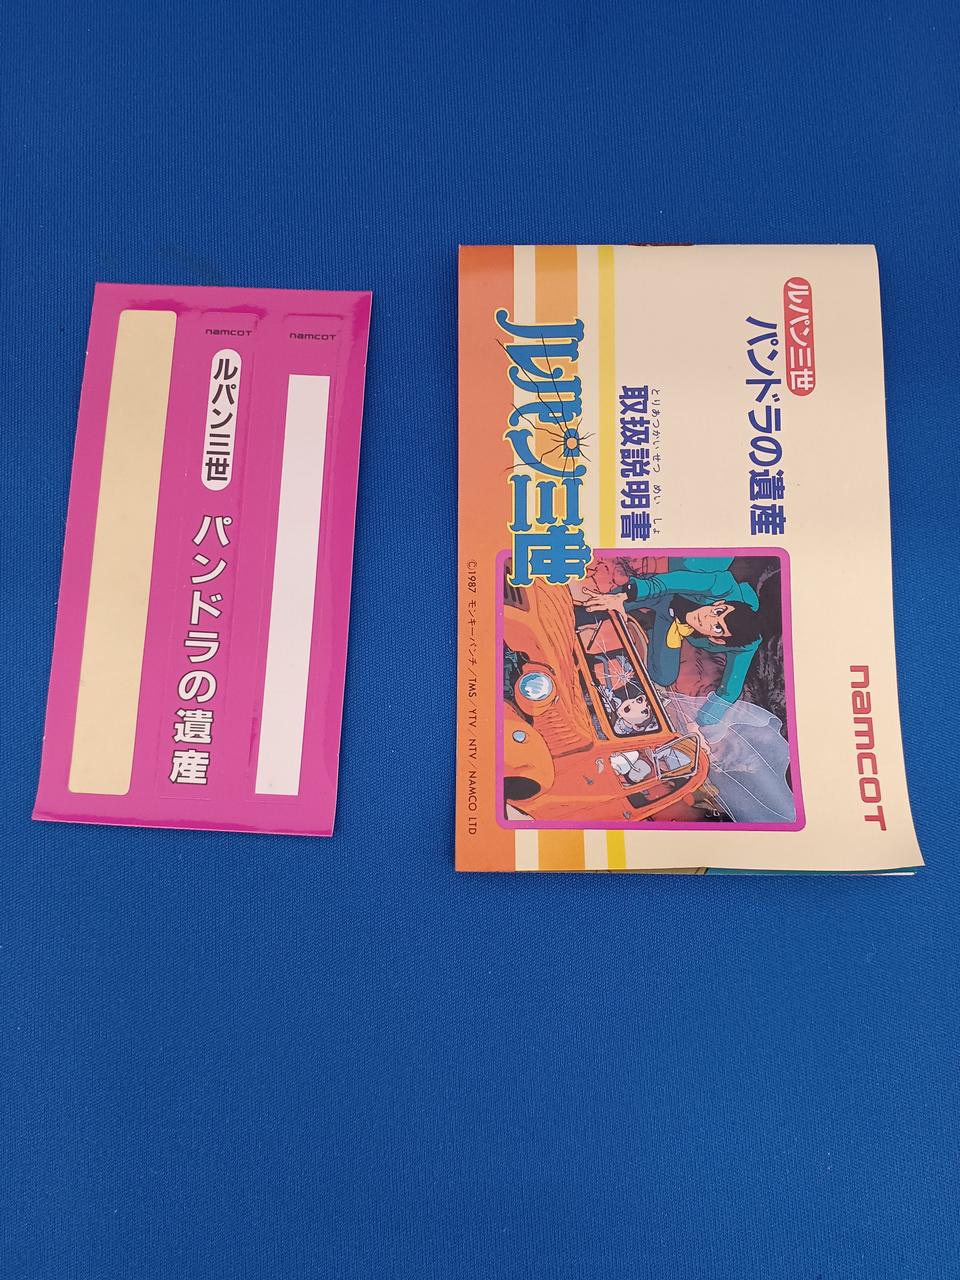 namcot
ルパン三世
パンドラの遺産
namcot
ルパン三世
パンドラの遺産
とりあつかいせつめいしょ
取扱説明書
ルパン三世
namcot
©1987 モンキーパンチ／TMS／YTV／NTV／NAMCO LTD